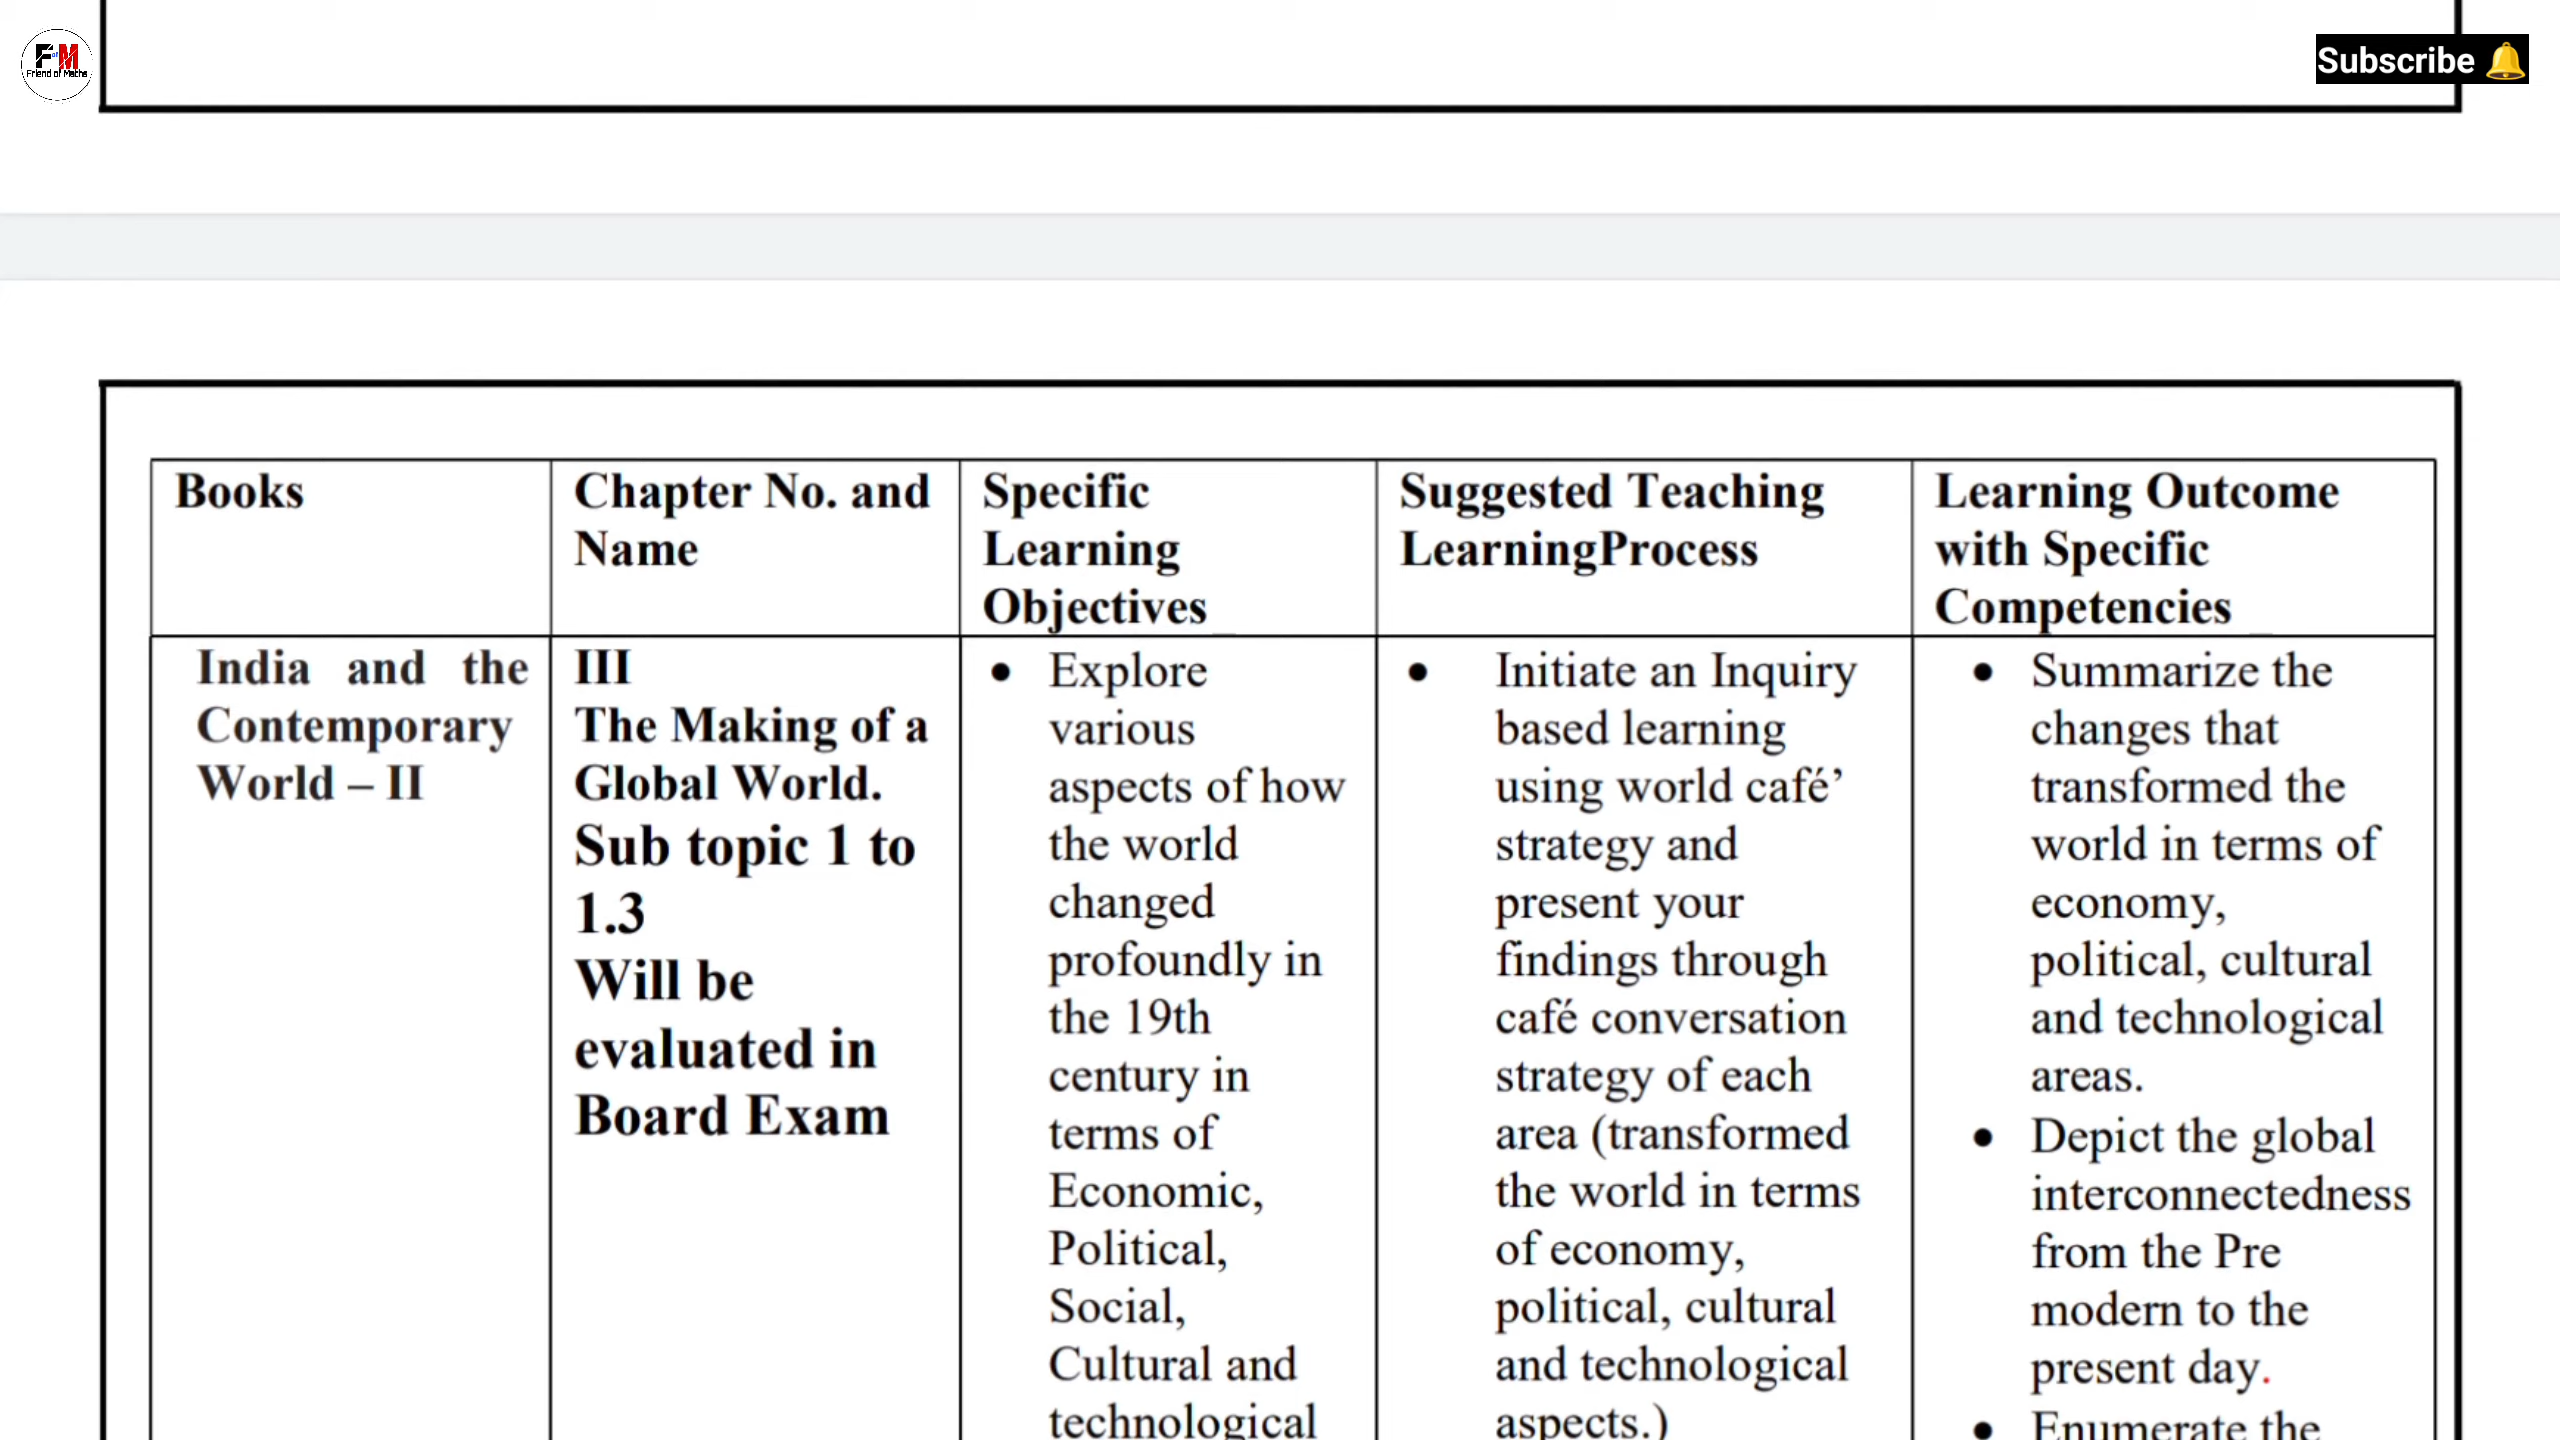 FM
Friend of Maths
Subscribe
Books
Chapter No. and
Name
Specific
Learning
Objectives
Suggested Teaching
LearningProcess
Learning Outcome
with Specific
Competencies
India and the
Contemporary
World – II
III
The Making of a
Global World.
Sub topic 1 to
1.3
Will be
evaluated in
Board Exam
• Explore
various
aspects of how
the world
changed
profoundly in
the 19th
century in
terms of
Economic,
Political,
Social,
Cultural and
technological
• Initiate an Inquiry
based learning
using world café’
strategy and
present your
findings through
café conversation
strategy of each
area (transformed
the world in terms
of economy,
political, cultural
and technological
aspects.)
• Summarize the
changes that
transformed the
world in terms of
economy,
political, cultural
and technological
areas.
• Depict the global
interconnectedness
from the Pre
modern to the
present day.
• Enumerate the